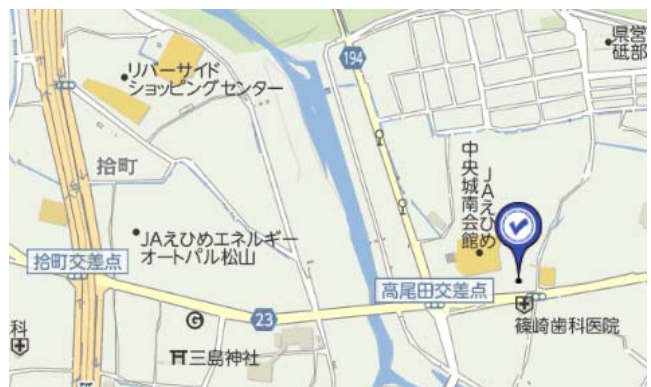 194
県営
砥部
リバーサイド
ショッピングセンター
拾町
JAえひめ
中央城南会館
JAえひめエネルギー
オートパル松山
拾町交差点
高尾田交差点
23
G
篠崎歯科医院
科
三島神社